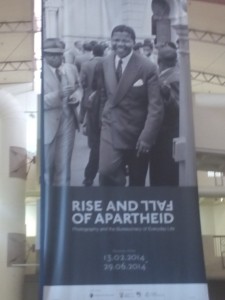 RISE AND FALL
OF APARTHEID
Photography and the Bureaucracy of Everyday Life
13.02.2014
29.06.2014